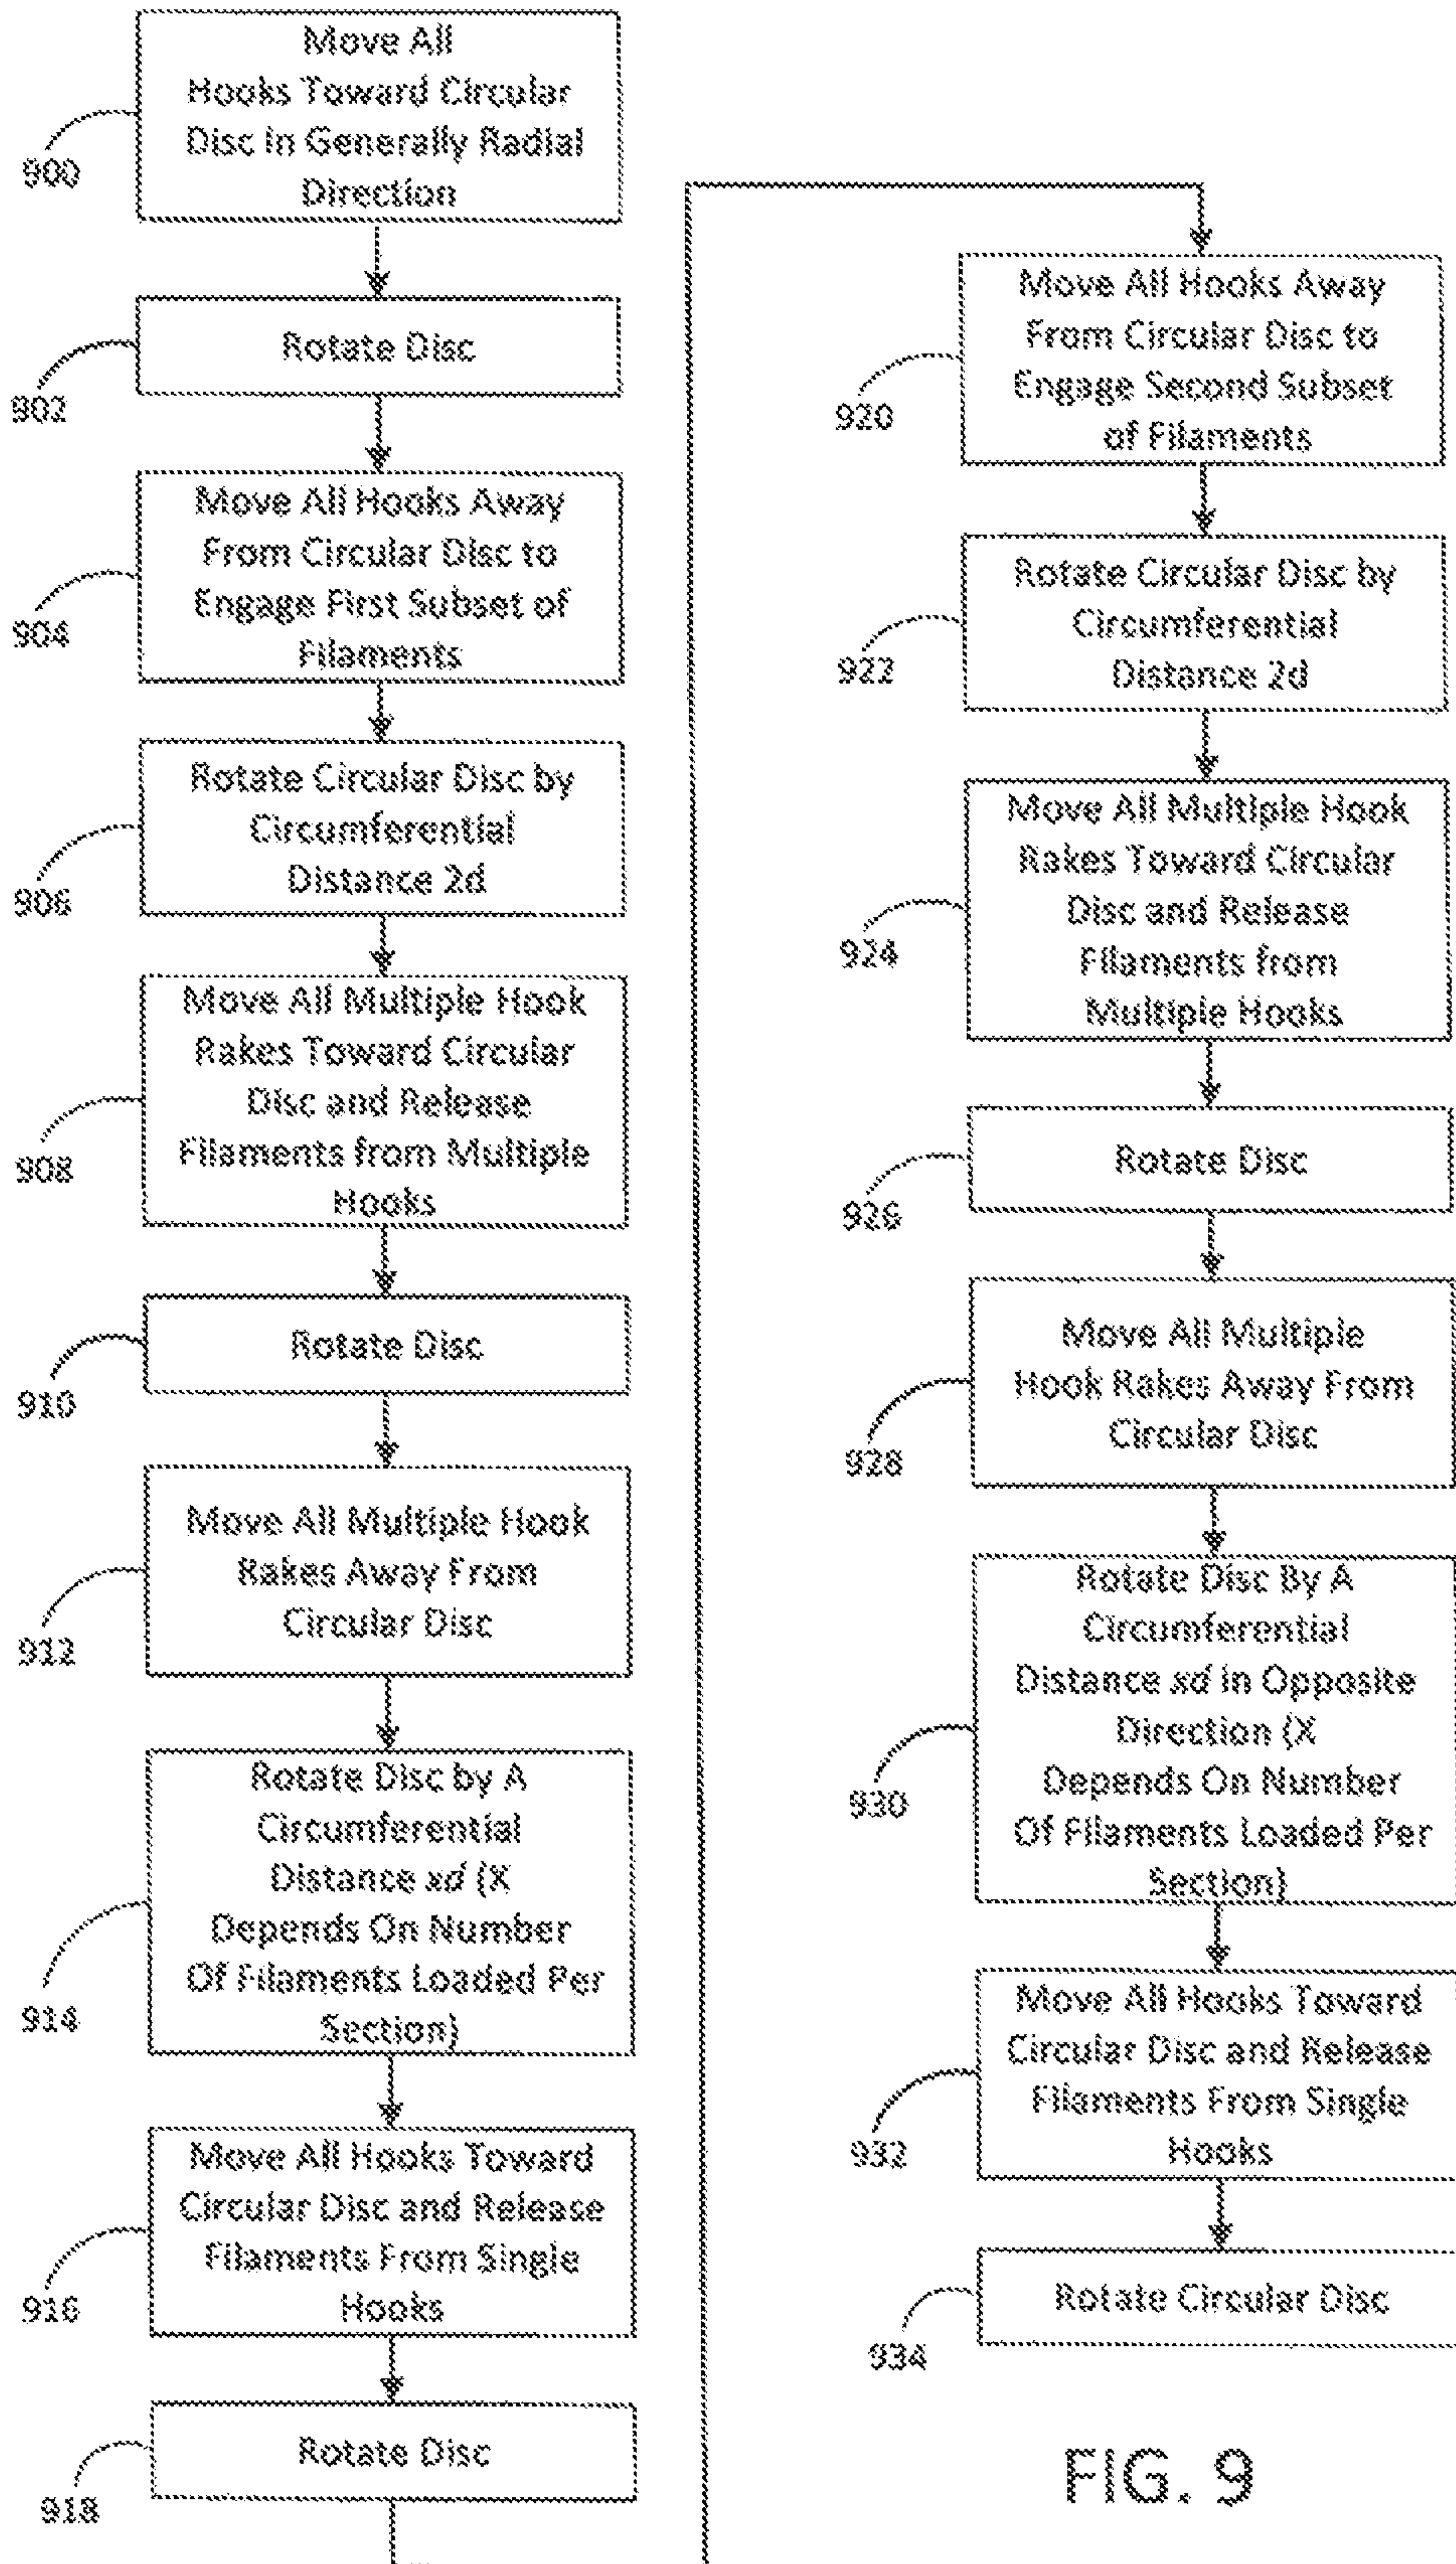 Move All
Hooks Toward Circular
Disc in Generally Radial
Direction
900
Rotate Disc
902
Move All Hooks Away
From Circular Disc to
Engage First Subset of
Filaments
904
Rotate Circular Disc by
Circumferential
Distance 2d
906
Move All Multiple Hook
Rakes Toward Circular
Disc and Release
Filaments from Multiple
Hooks
908
Rotate Disc
910
Move All Multiple Hook
Rakes Away From
Circular Disc
912
Rotate Disc by A
Circumferential
Distance xd (X
Depends On Number
Of Filaments Loaded Per
Section)
914
Move All Hooks Toward
Circular Disc and Release
Filaments From Single
Hooks
916
Rotate Disc
918
Move All Hooks Away
From Circular Disc to
Engage Second Subset
of Filaments
920
Rotate Circular Disc by
Circumferential
Distance 2d
922
Move All Multiple Hook
Rakes Toward Circular
Disc and Release
Filaments from
Multiple Hooks
924
Rotate Disc
926
Move All Multiple
Hook Rakes Away From
Circular Disc
928
Rotate Disc By A
Circumferential
Distance xd in Opposite
Direction (X
Depends On Number
Of Filaments Loaded Per
Section)
930
Move All Hooks Toward
Circular Disc and Release
Filaments From Single
Hooks
932
Rotate Circular Disc
934
FIG. 9